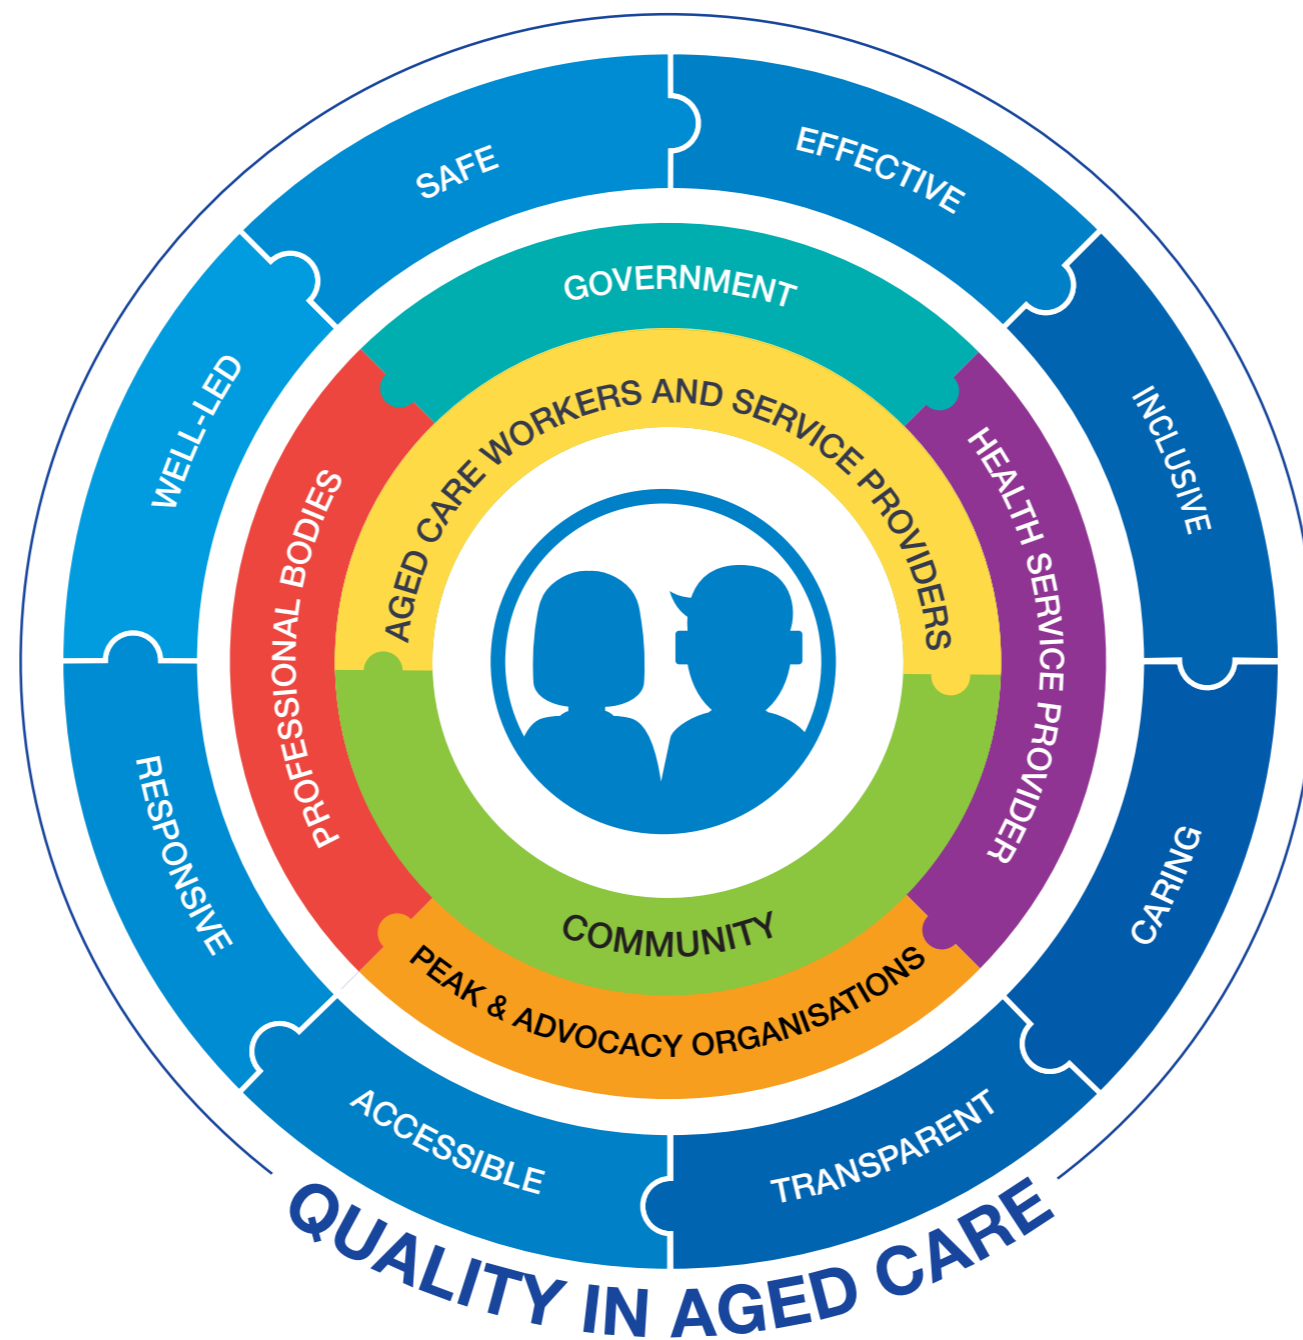 SAFE
EFFECTIVE
INCLUSIVE
CARING
TRANSPARENT
ACCESSIBLE
RESPONSIVE
WELL-LED
GOVERNMENT
HEALTH SERVICE PROVIDER
PEAK & ADVOCACY ORGANISATIONS
PROFESSIONAL BODIES
AGED CARE WORKERS AND SERVICE PROVIDERS
COMMUNITY
QUALITY IN AGED CARE